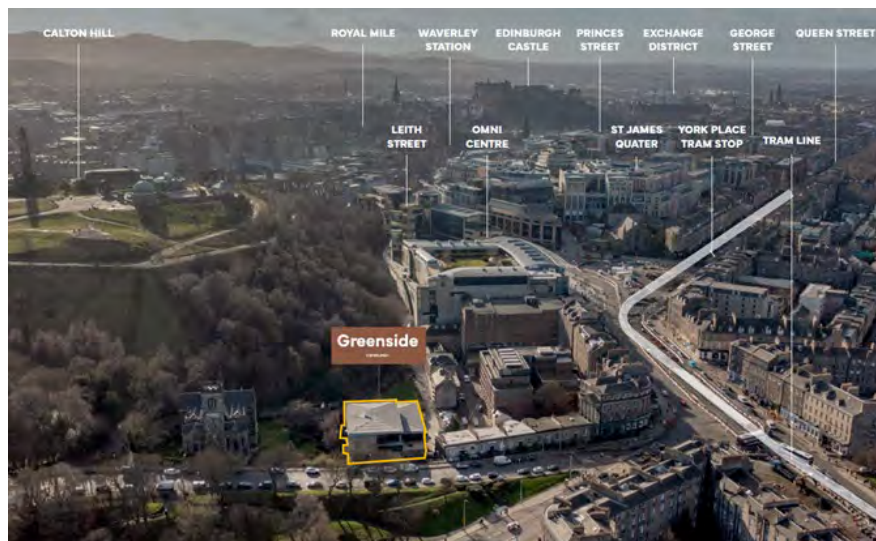 CALTON HILL
ROYAL MILE
WAVERLEY
STATION
EDINBURGH
CASTLE
PRINCES
STREET
EXCHANGE
DISTRICT
GEORGE
STREET
QUEEN STREET
LEITH
STREET
OMNI
CENTRE
ST JAMES
QUATER
YORK PLACE
TRAM STOP
TRAM LINE
Greenside